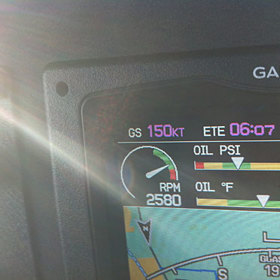 GA
GS 150KT ETE 06:07
OIL PSI
RPM
2580
OIL °F
N
S